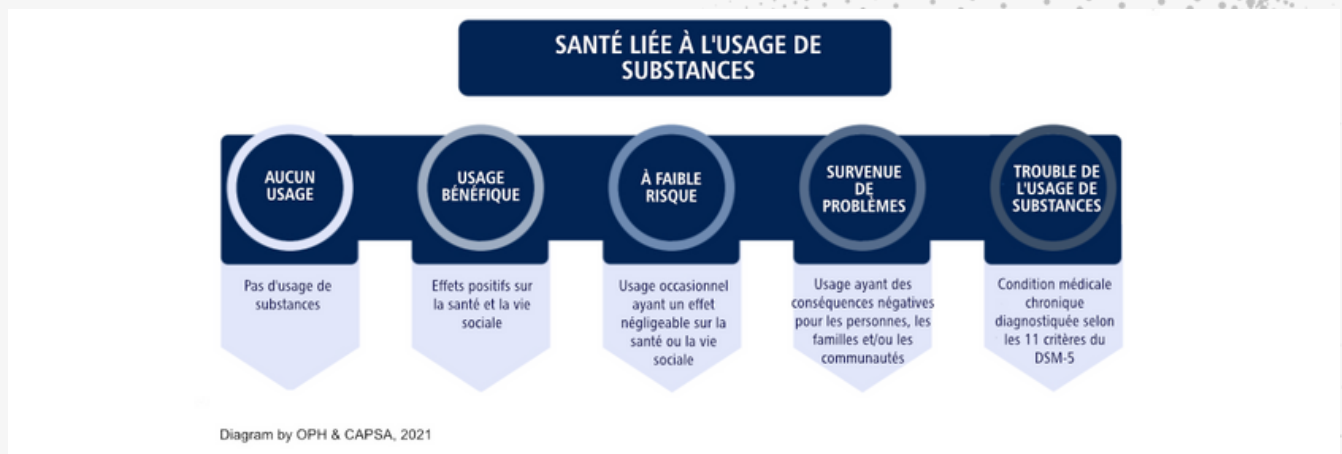 SANTÉ LIÉE À L'USAGE DE
SUBSTANCES
AUCUN
USAGE
Pas d'usage de
substances
USAGE
BÉNÉFIQUE
Effets positifs sur
la santé et la vie
sociale
À FAIBLE
RISQUE
Usage occasionnel
ayant un effet
négligeable sur la
santé ou la vie
sociale
SURVENUE
DE
PROBLÈMES
Usage ayant des
conséquences négatives
pour les personnes, les
familles et/ou les
communautés
TROUBLE DE
L'USAGE DE
SUBSTANCES
Condition médicale
chronique
diagnostiquée selon
les 11 critères du
DSM-5
Diagram by OPH & CAPSA, 2021